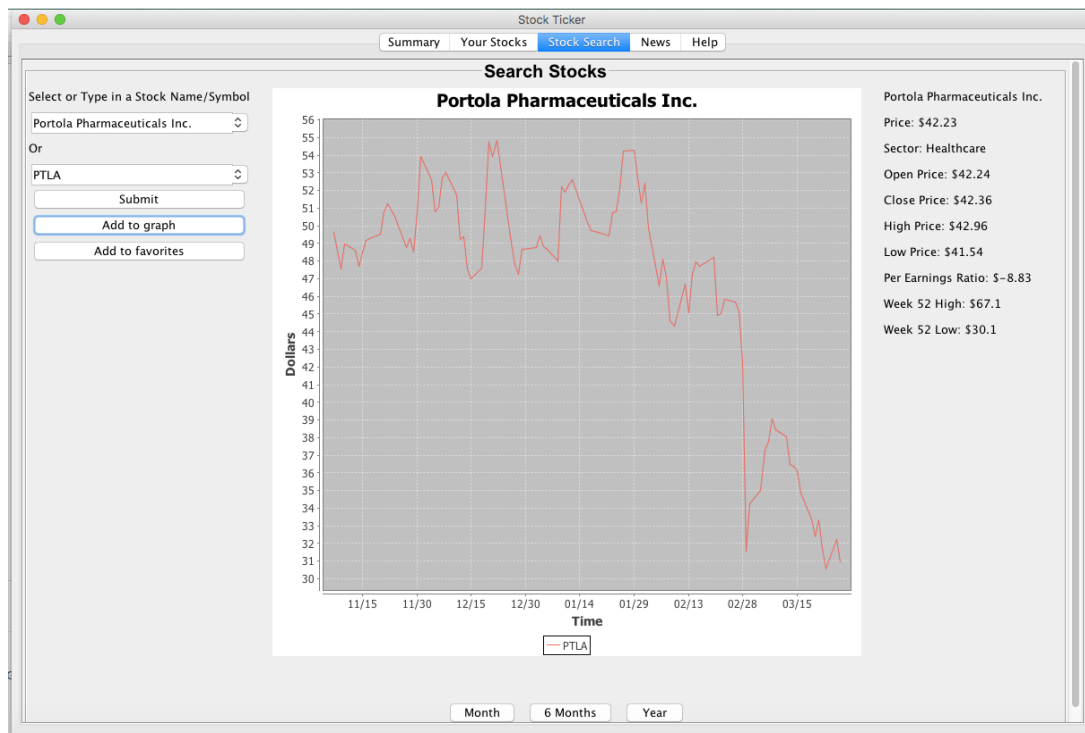 Stock Ticker
Summary Your Stocks Stock Search News Help
Search Stocks
Select or Type in a Stock Name/Symbol
Portola Pharmaceuticals Inc.
Or
PTLA
Submit
Add to graph
Add to favorites
Portola Pharmaceuticals Inc.
56
55
54
53
52
51
50
49
48
47
46
45
44
43
42
41
40
39
38
37
36
35
34
33
32
31
30
Dollars
11/15 11/30 12/15 12/30 01/14 01/29 02/13 02/28 03/15
Time
PTLA
Month 6 Months Year
Portola Pharmaceuticals Inc.
Price: $42.23
Sector: Healthcare
Open Price: $42.24
Close Price: $42.36
High Price: $42.96
Low Price: $41.54
Per Earnings Ratio: $-8.83
Week 52 High: $67.1
Week 52 Low: $30.1